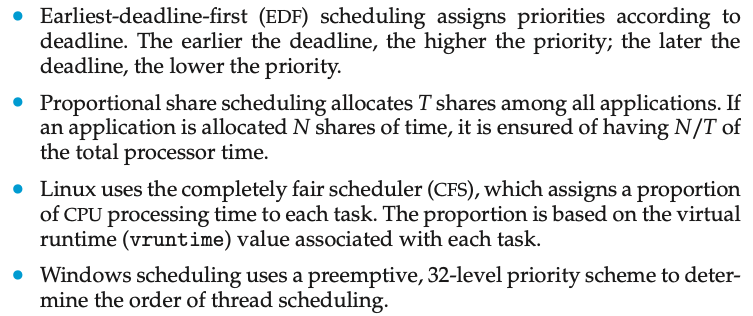 • Earliest-deadline-first (EDF) scheduling assigns priorities according to
deadline. The earlier the deadline, the higher the priority; the later the
deadline, the lower the priority.
• Proportional share scheduling allocates T shares among all applications. If
an application is allocated N shares of time, it is ensured of having N/T of
the total processor time.
• Linux uses the completely fair scheduler (CFS), which assigns a proportion
of CPU processing time to each task. The proportion is based on the virtual
runtime (vruntime) value associated with each task.
• Windows scheduling uses a preemptive, 32-level priority scheme to deter-
mine the order of thread scheduling.